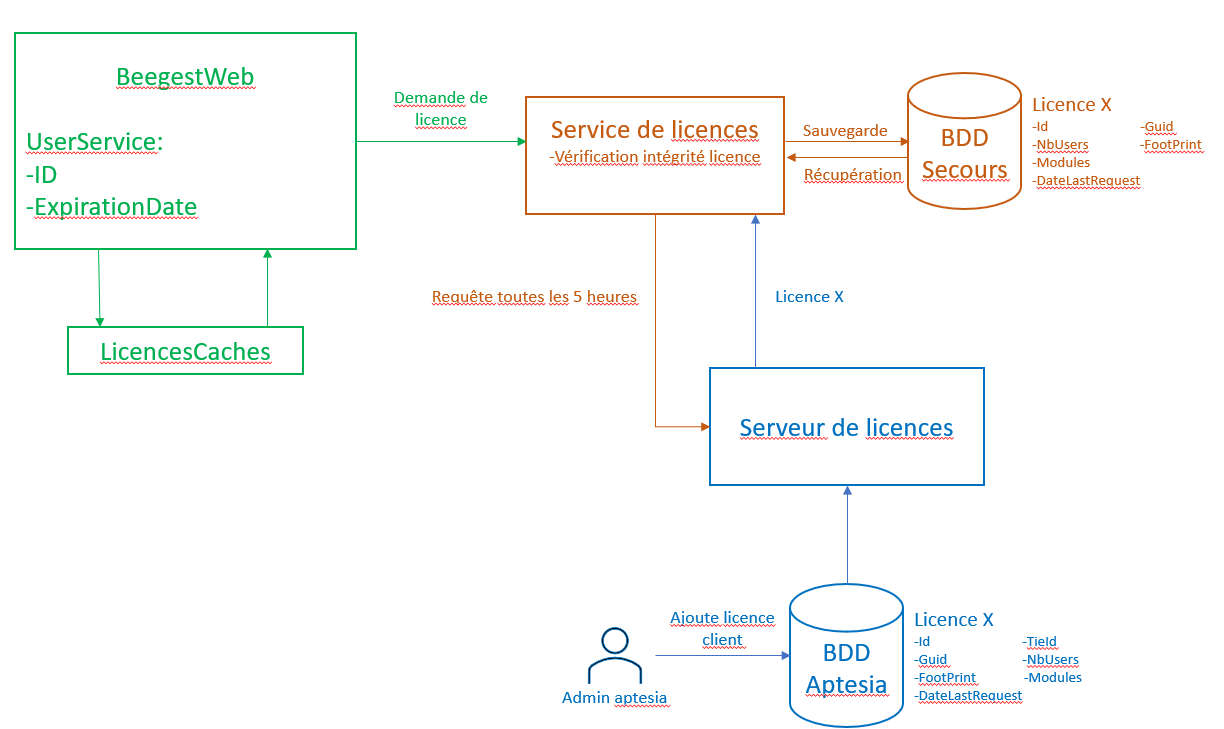 BeegestWeb
UserService:
-ID
-ExpirationDate
LicencesCaches
Demande de
licence
Service de licences
-Vérification intégrité licence
Sauvegarde
Récupération
BDD
Secours
Licence X
-Id
-Guid
-NbUsers
-FootPrint
-Modules
-DateLastRequest
Requête toutes les 5 heures
Licence X
Serveur de licences
Admin aptesia
Ajoute licence
client
BDD
Aptesia
Licence X
-Id
-TieId
-Guid
-NbUsers
-FootPrint
-Modules
-DateLastRequest